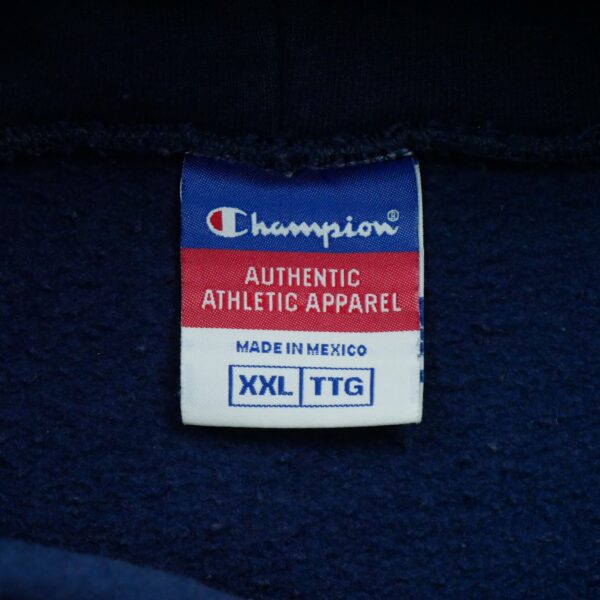 Champion®
AUTHENTIC
ATHLETIC APPAREL
MADE IN MEXICO
XXL TTG